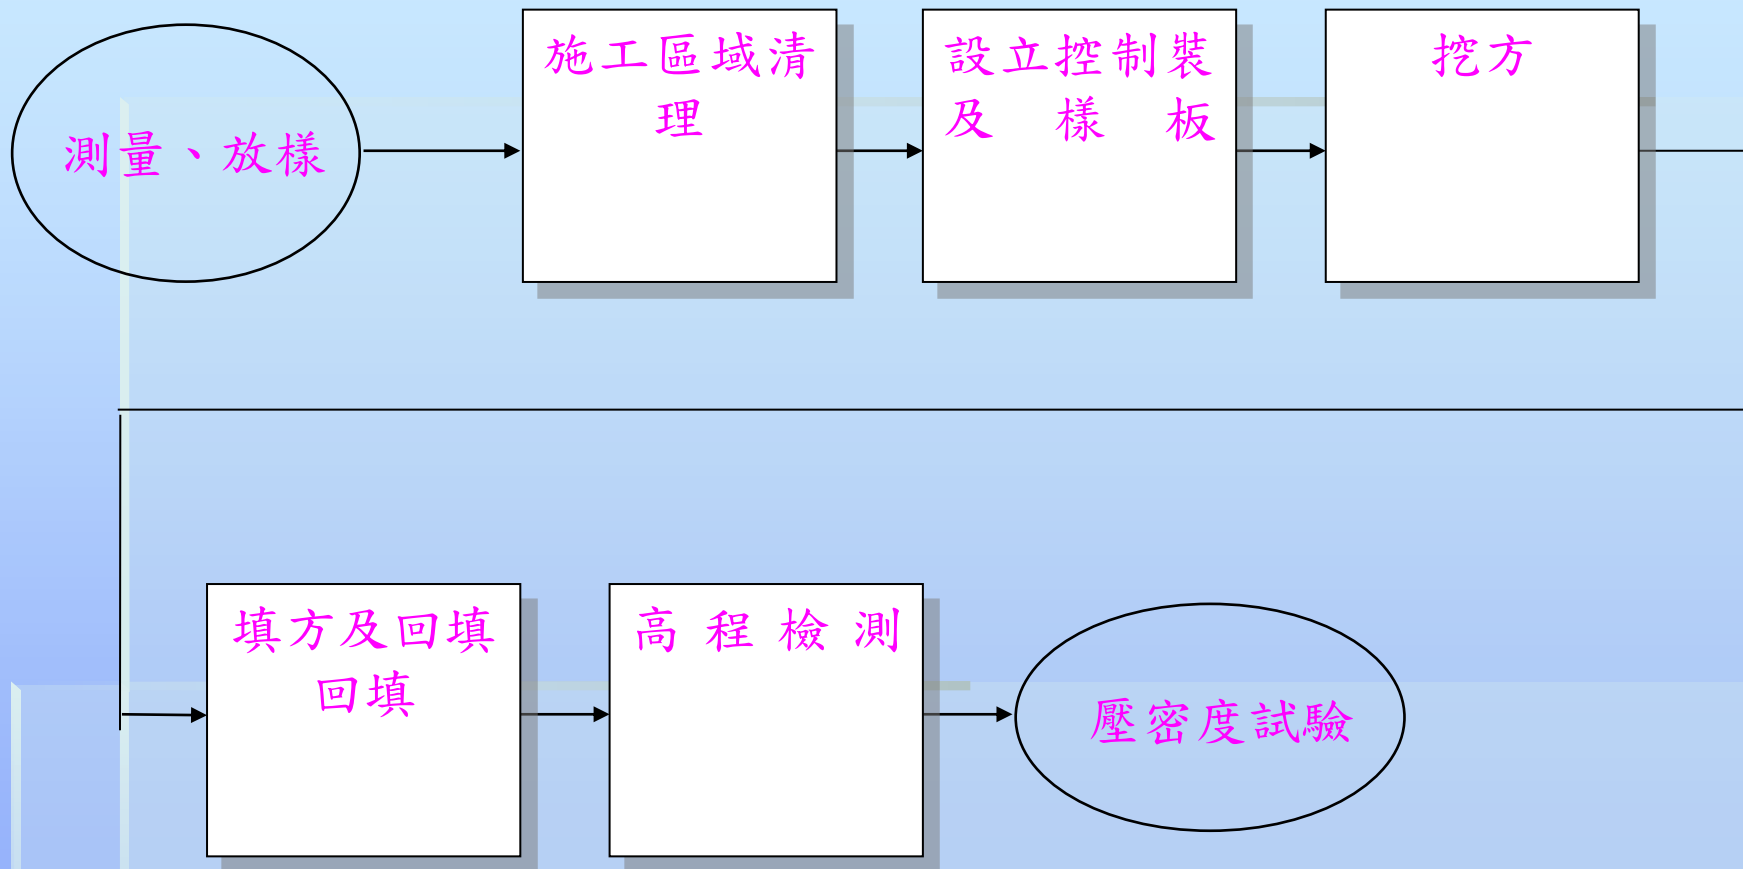 測量、放樣
施工區域清
理
設立控制裝
及 樣 板
挖方
填方及回填
回填
高 程 檢 測
壓密度試驗